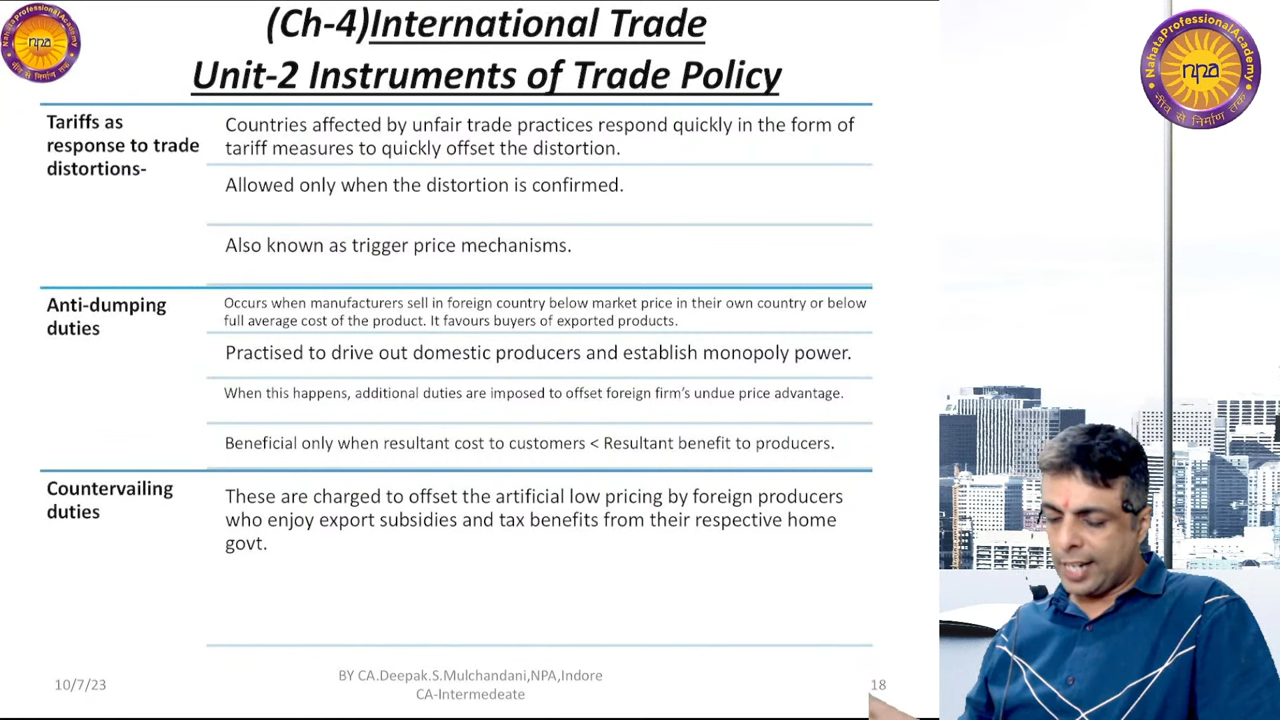 (Ch-4)International Trade
Unit-2 Instruments of Trade Policy
NahataProfessionalAcademy
npa
नींव से निर्माण तक
NahataProfessionalAcademy
npa
नींव से निर्माण तक
Tariffs as
response to trade
distortions-
Countries affected by unfair trade practices respond quickly in the form of
tariff measures to quickly offset the distortion.
Allowed only when the distortion is confirmed.
Also known as trigger price mechanisms.
Anti-dumping
duties
Occurs when manufacturers sell in foreign country below market price in their own country or below
full average cost of the product. It favours buyers of exported products.
Practised to drive out domestic producers and establish monopoly power.
When this happens, additional duties are imposed to offset foreign firm's undue price advantage.
Beneficial only when resultant cost to customers < Resultant benefit to producers.
Countervailing
duties
These are charged to offset the artificial low pricing by foreign producers
who enjoy export subsidies and tax benefits from their respective home
govt.
10/7/23
BY CA.Deepak.S.Mulchandani,NPA,Indore
CA-Intermedeate
18